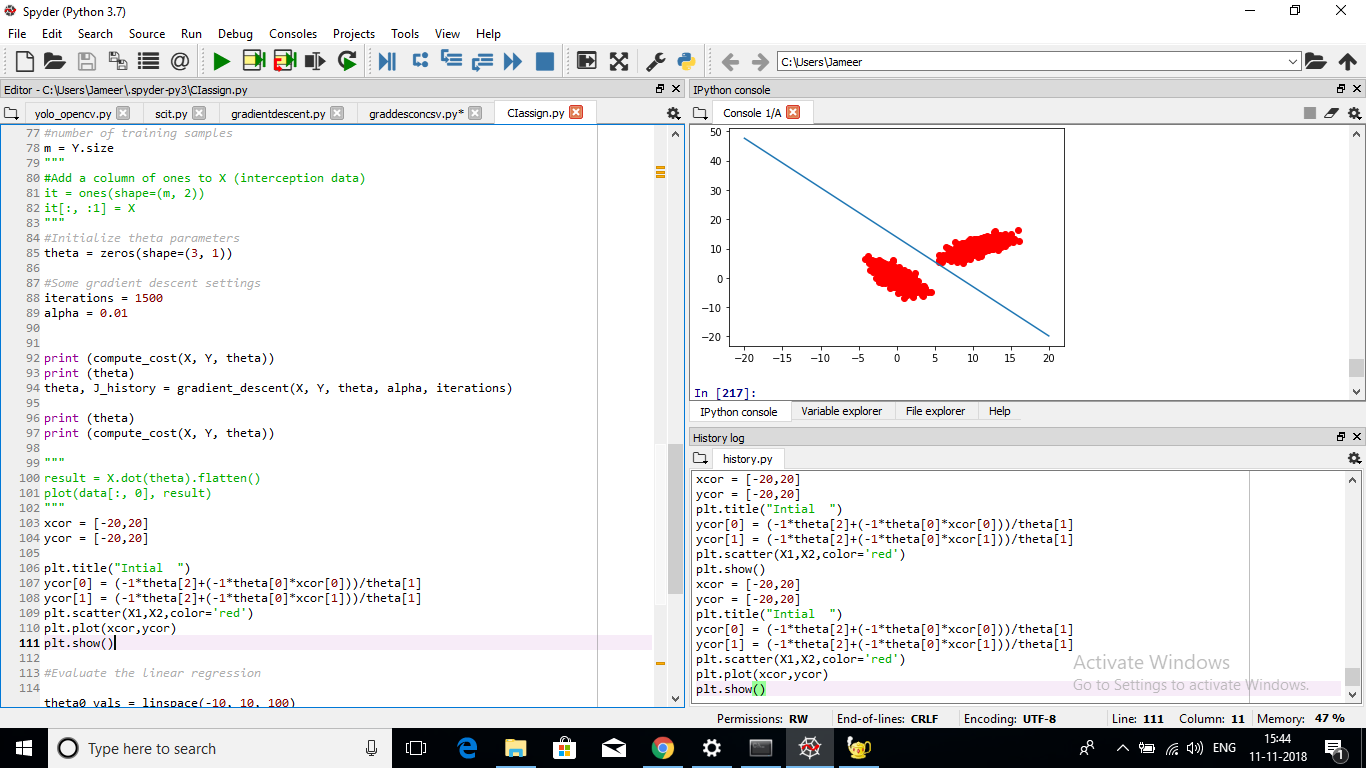 Spyder (Python 3.7)
File Edit Search Source Run Debug Consoles Projects Tools View Help
C:\Users\Jameer
Editor - C:\Users\Jameer\.spyder-py3\CIassign.py
yolo_opencv.py scit.py gradientdescent.py graddesconcsv.py* CIassign.py
77 #number of training samples
78 m = Y.size
79 """
80 #Add a column of ones to X (interception data)
81 it = ones(shape=(m, 2))
82 it[:, :1] = X
83 """
84 #Initialize theta parameters
85 theta = zeros(shape=(3, 1))
86
87 #Some gradient descent settings
88 iterations = 1500
89 alpha = 0.01
90
91
92 print (compute_cost(X, Y, theta))
93 print (theta)
94 theta, J_history = gradient_descent(X, Y, theta, alpha, iterations)
95
96 print (theta)
97 print (compute_cost(X, Y, theta))
98
99 """
100 result = X.dot(theta).flatten()
101 plot(data[:, 0], result)
102 """
103 xcor = [-20,20]
104 ycor = [-20,20]
105
106 plt.title("Intial  ")
107 ycor[0] = (-1*theta[2]+(-1*theta[0]*xcor[0]))/theta[1]
108 ycor[1] = (-1*theta[2]+(-1*theta[0]*xcor[1]))/theta[1]
109 plt.scatter(X1,X2,color='red')
110 plt.plot(xcor,ycor)
111 plt.show()
112
113 #Evaluate the linear regression
114
theta0_vals = linspace(-10, 10, 100)
IPython console
Console 1/A
50
40
30
20
10
0
−10
−20
−20 −15 −10 −5 0 5 10 15 20
In [217]:
IPython console Variable explorer File explorer Help
History log
history.py
xcor = [-20,20]
ycor = [-20,20]
plt.title("Intial  ")
ycor[0] = (-1*theta[2]+(-1*theta[0]*xcor[0]))/theta[1]
ycor[1] = (-1*theta[2]+(-1*theta[0]*xcor[1]))/theta[1]
plt.scatter(X1,X2,color='red')
plt.show()
xcor = [-20,20]
ycor = [-20,20]
plt.title("Intial  ")
ycor[0] = (-1*theta[2]+(-1*theta[0]*xcor[0]))/theta[1]
ycor[1] = (-1*theta[2]+(-1*theta[0]*xcor[1]))/theta[1]
plt.scatter(X1,X2,color='red')
plt.plot(xcor,ycor)
plt.show()
Activate Windows
Go to Settings to activate Windows.
Permissions: RW End-of-lines: CRLF Encoding: UTF-8 Line: 111 Column: 11 Memory: 47 %
Type here to search
ENG
15:44
11-11-2018
1